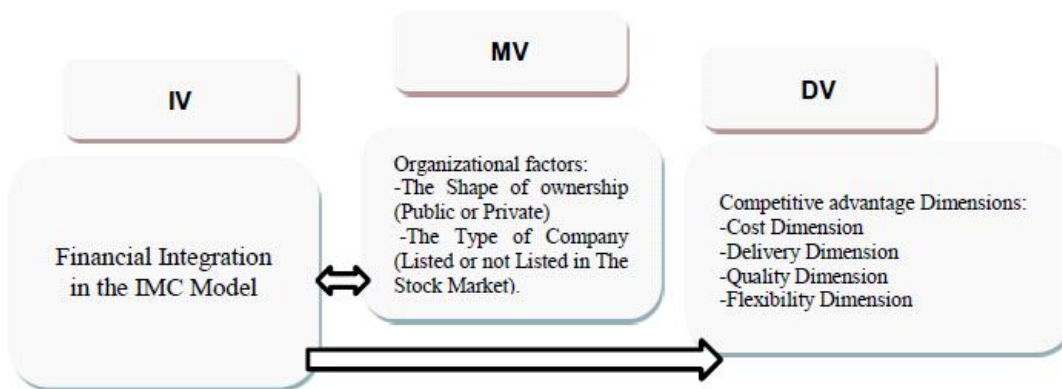 IV
Financial Integration
in the IMC Model
MV
Organizational factors:
-The Shape of ownership
(Public or Private)
-The Type of Company
(Listed or not Listed in The
Stock Market).
DV
Competitive advantage Dimensions:
-Cost Dimension
-Delivery Dimension
-Quality Dimension
-Flexibility Dimension